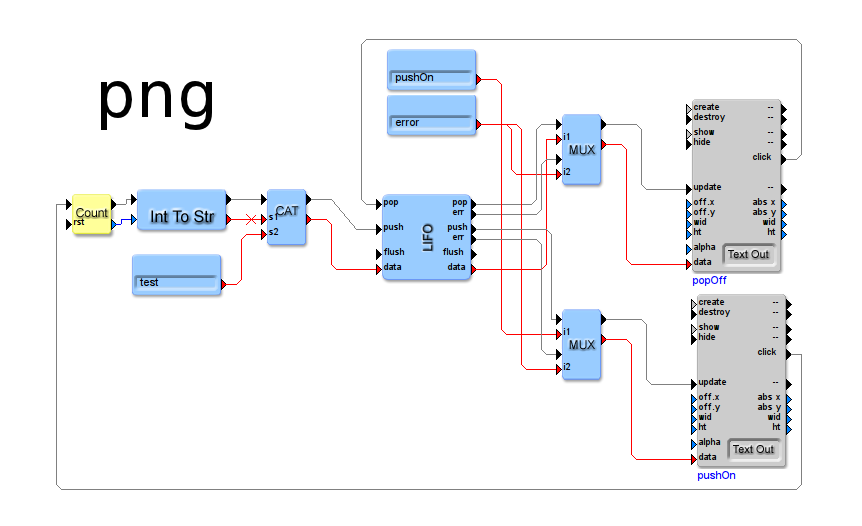 png
pushOn
error
Count
rst
Int To Str
CAT
s1
s2
test
pop pop
err
push push
err
flush flush
data data
LIFO
i1
MUX
i2
create --
destroy --
show --
hide --
click
update --
off.x abs x
off.y abs y
wid wid
ht ht
alpha
Text Out
data
popOff
i1
MUX
i2
create --
destroy --
show --
hide --
click
update --
off.x abs x
off.y abs y
wid wid
ht ht
alpha
Text Out
data
pushOn